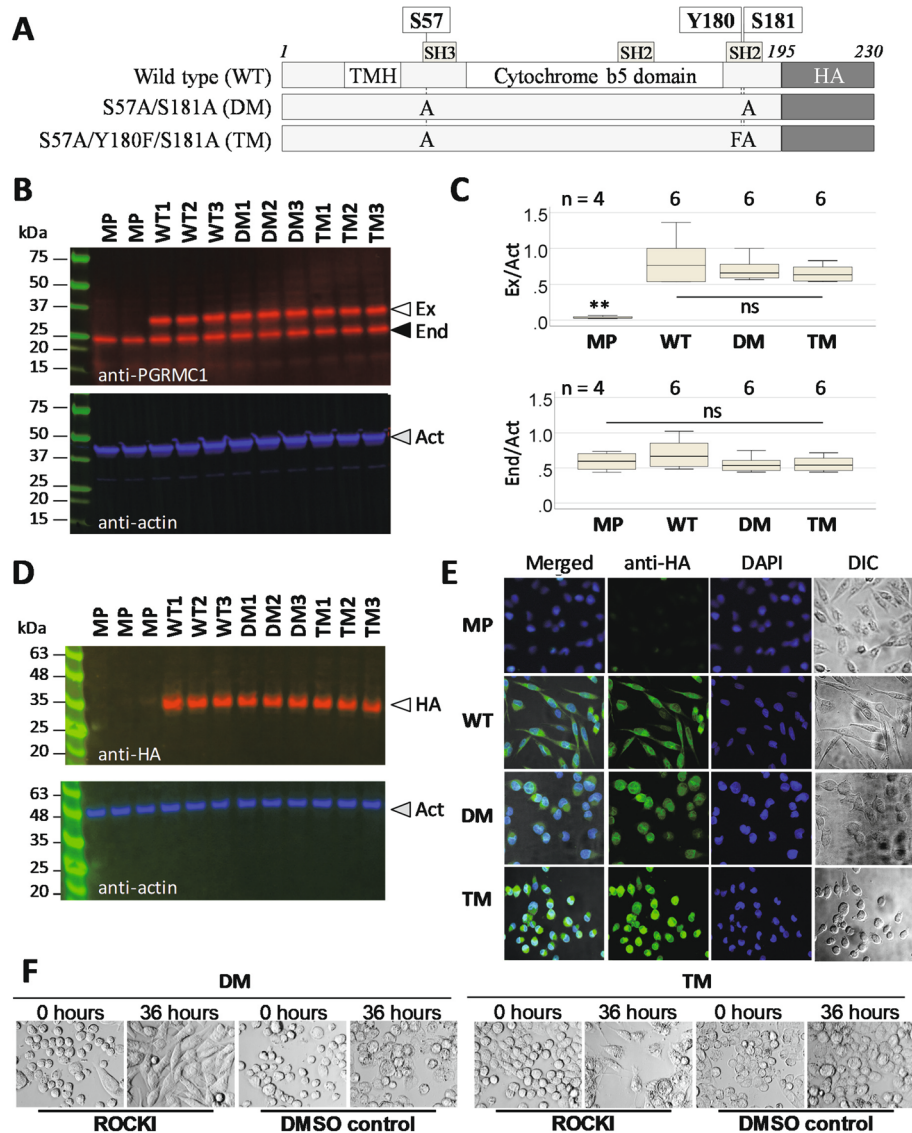 A
S57
Y180
S181
1
SH3
SH2
SH2
195
230
Wild type (WT)
TMH
Cytochrome b5 domain
HA
S57A/S181A (DM)
A
A
S57A/Y180F/S181A (TM)
A
FA
B
kDa
MP
MP
WT1
WT2
WT3
DM1
DM2
DM3
TM1
TM2
TM3
75
50
37
25
20
15
Ex
End
anti-PGRMC1
75
50
37
25
20
15
Act
anti-actin
C
n = 4 6 6 6
Ex/Act
1.5
1.0
.5
.0
**
ns
MP WT DM TM
n = 4 6 6 6
End/Act
1.5
1.0
.5
.0
ns
MP WT DM TM
D
kDa
MP
MP
MP
WT1
WT2
WT3
DM1
DM2
DM3
TM1
TM2
TM3
63
48
35
25
20
HA
anti-HA
63
48
35
25
20
Act
anti-actin
E
Merged anti-HA DAPI DIC
MP
WT
DM
TM
F
DM
0 hours 36 hours 0 hours 36 hours
ROCKI DMSO control
TM
0 hours 36 hours 0 hours 36 hours
ROCKI DMSO control